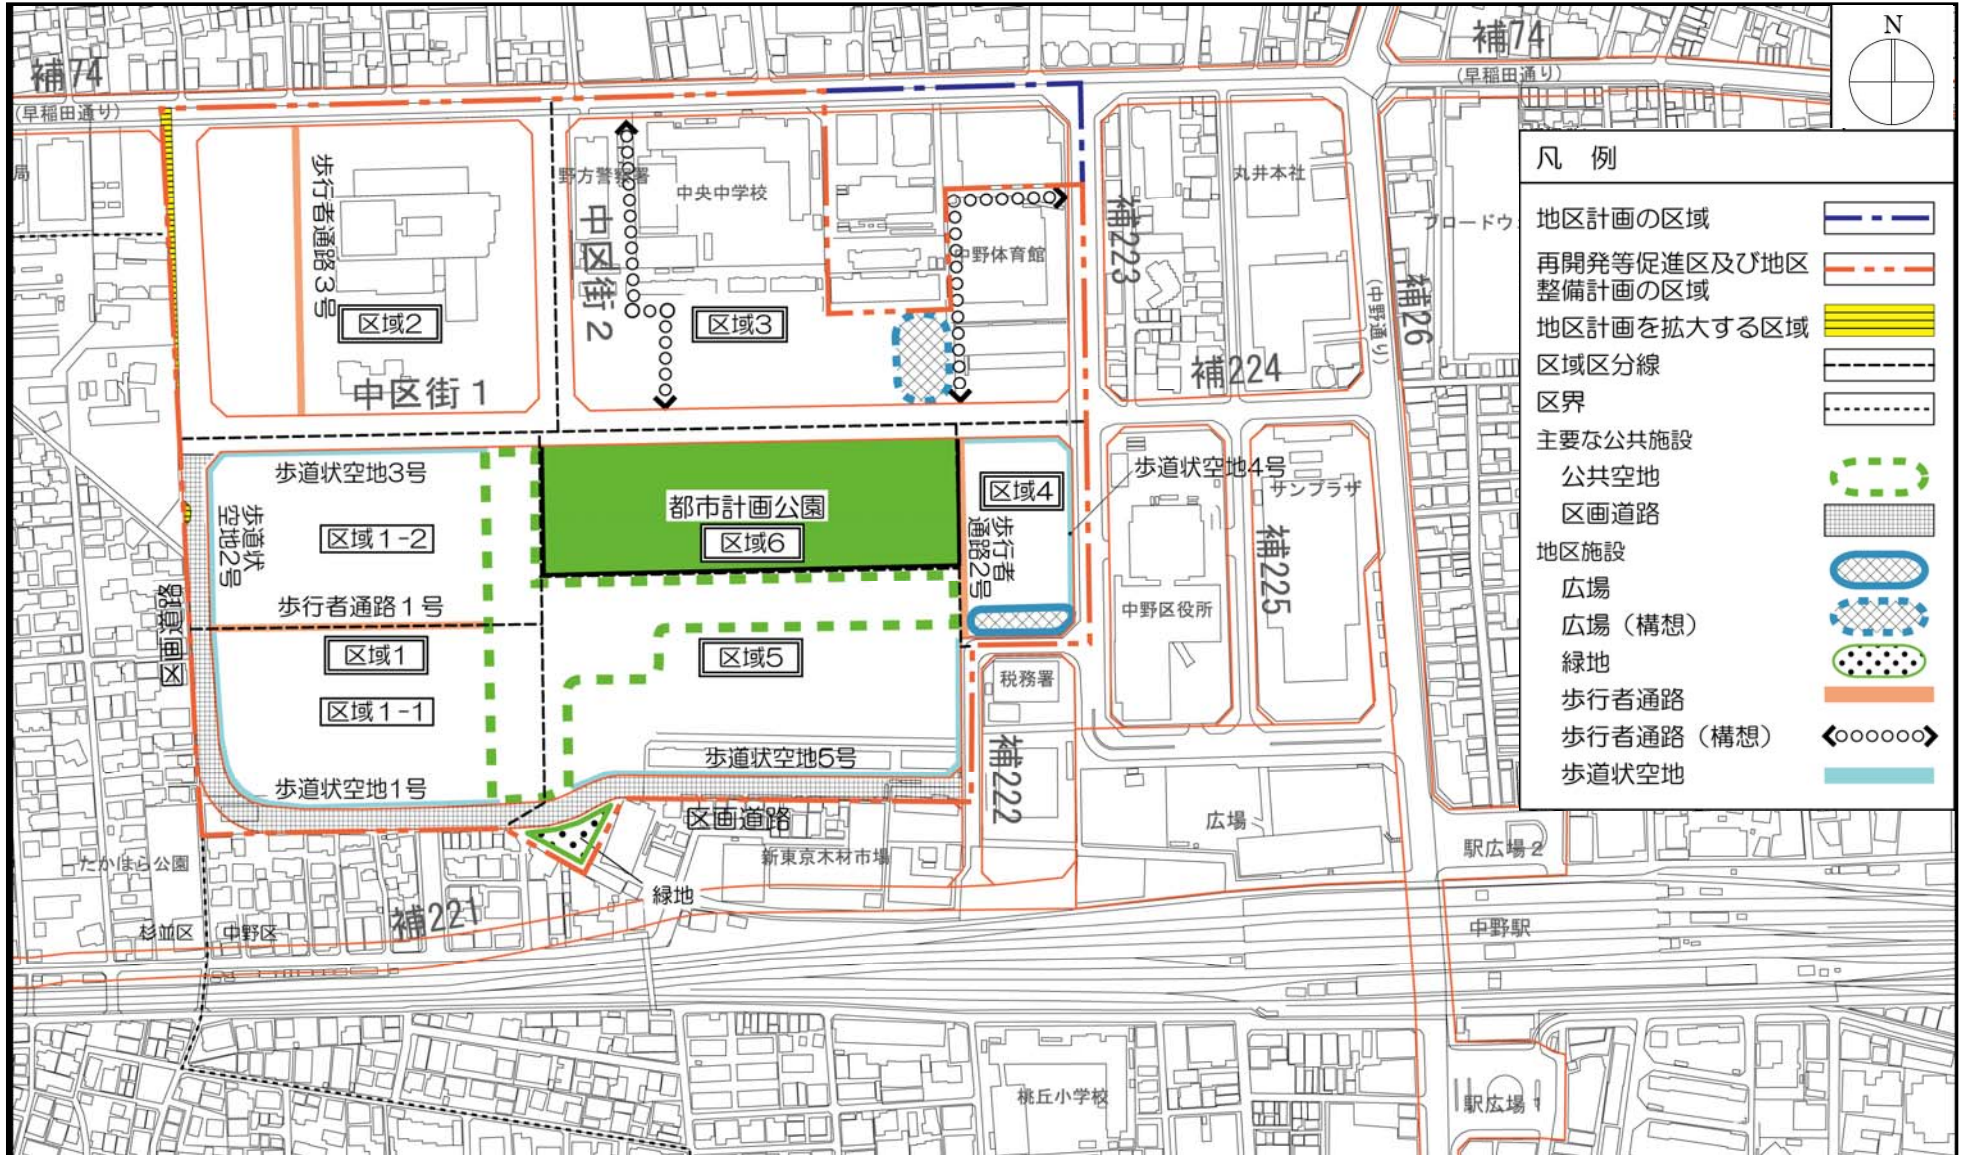 補74
(早稲田通り)
補74
(早稲田通り)
N
局
歩行者通路3号
区域2
中区街1
野方警察署
中区街2
中央中学校
区域3
中野体育館
補223
丸井本社
補224
(中野通り)
補26
ブロードウ
歩道状空地3号
歩道状
空地2号
区域1-2
歩行者通路1号
区域1
区域1-1
歩道状空地1号
区画道路
都市計画公園
区域6
区域5
歩道状空地5号
区域4
歩行者
通路2号
歩道状空地4号
サンプラザ
中野区役所
補225
税務署
補222
区画道路
新東京木材市場
緑地
広場
駅広場2
たかはら公園
杉並区
中野区
補221
中野駅
桃丘小学校
駅広場1
凡 例
地区計画の区域
再開発等促進区及び地区
整備計画の区域
地区計画を拡大する区域
区域区分線
区界
主要な公共施設
公共空地
区画道路
地区施設
広場
広場(構想)
緑地
歩行者通路
歩行者通路(構想)
歩道状空地